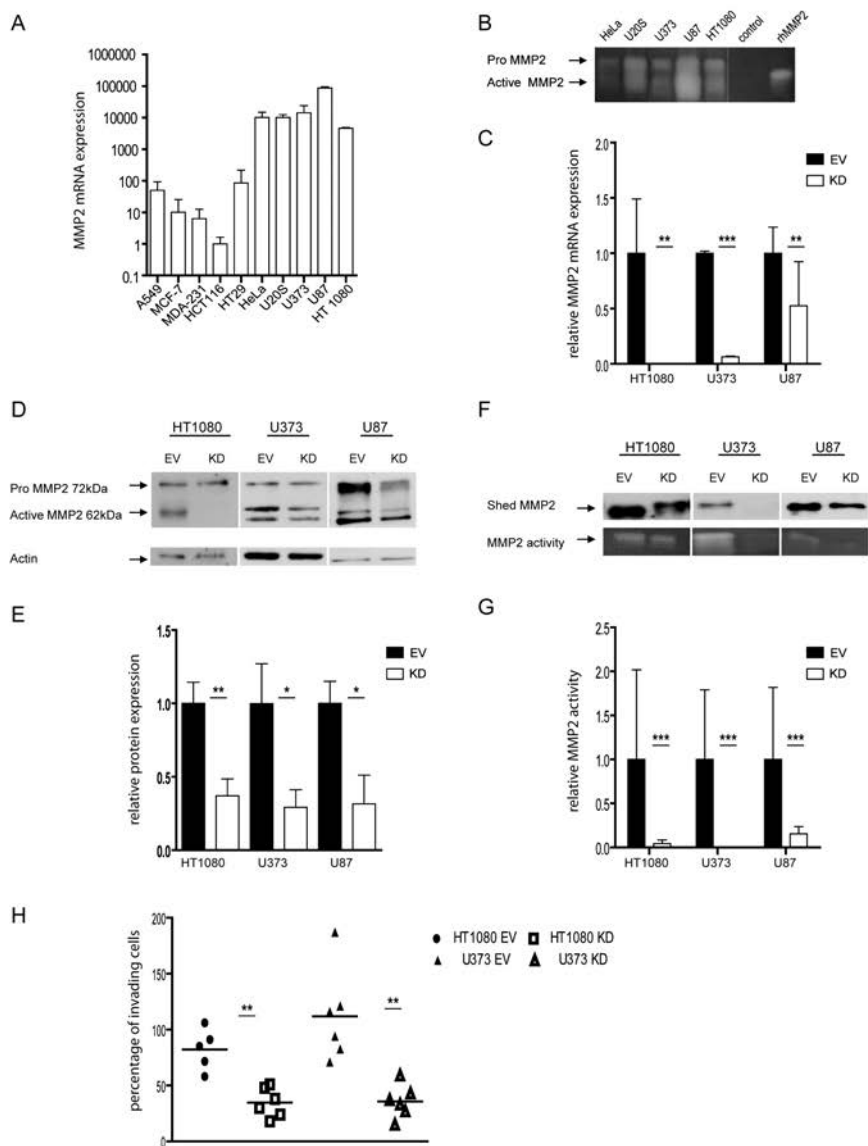 A
MMP2 mRNA expression
1000000
100000
10000
1000
100
10
1
0.1
A549
MCF-7
MDA-231
HCT116
HT29
HeLa
U20S
U373
U87
HT 1080
B
HeLa
U20S
U373
U87
HT1080
control
rhMMP2
Pro MMP2
Active MMP2
C
relative MMP2 mRNA expression
2.0
1.5
1.0
0.5
0.0
EV
KD
** *** **
HT1080 U373 U87
D
HT1080 U373 U87
EV KD EV KD EV KD
Pro MMP2 72kDa
Active MMP2 62kDa
Actin
E
relative protein expression
1.5
1.0
0.5
0.0
EV
KD
** * *
HT1080 U373 U87
F
HT1080 U373 U87
EV KD EV KD EV KD
Shed MMP2
MMP2 activity
G
relative MMP2 activity
2.5
2.0
1.5
1.0
0.5
0.0
EV
KD
*** *** ***
HT1080 U373 U87
H
percentage of invading cells
200
150
100
50
0
** **
HT1080 EV HT1080 KD
U373 EV U373 KD